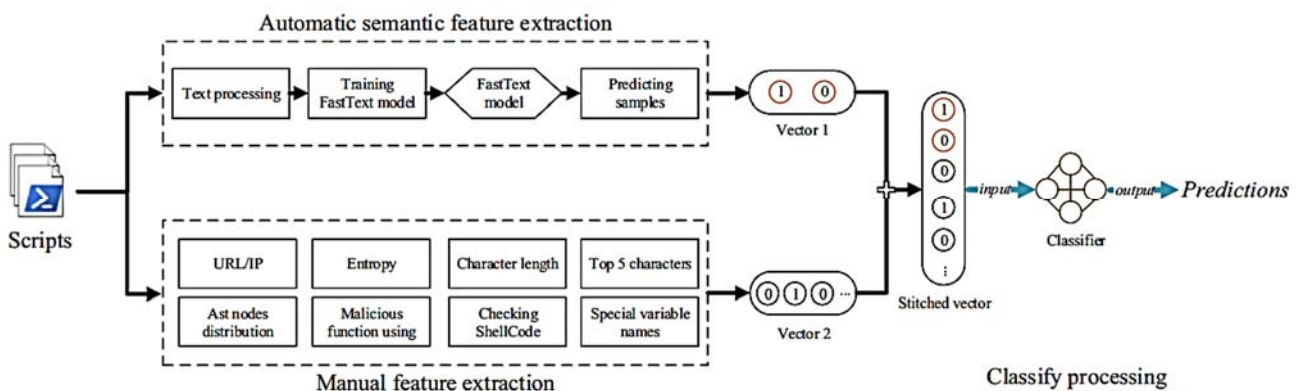 Automatic semantic feature extraction
Text processing
Training
FastText model
FastText
model
Predicting
samples
1 0
Vector 1
Scripts
URL/IP
Entropy
Character length
Top 5 characters
Ast nodes
distribution
Malicious
function using
Checking
ShellCode
Special variable
names
Manual feature extraction
0 1 0 ...
Vector 2
1
0
0
1
0
⋮
Stitched vector
input
Classifier
output
Predictions
Classify processing